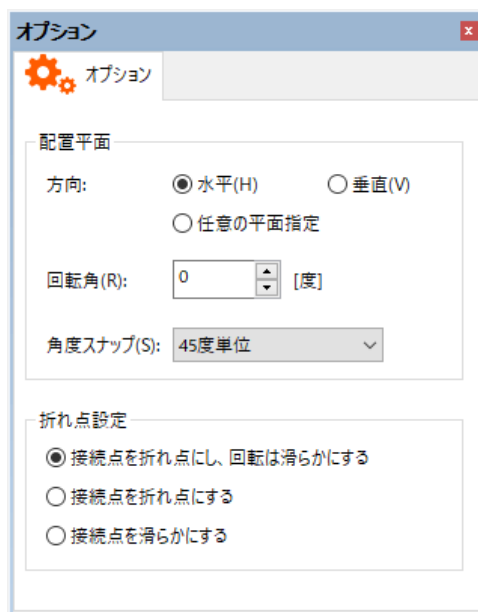 オプション
オプション
配置平面
方向: 水平(H) 垂直(V)
任意の平面指定
回転角(R): 0 [度]
角度スナップ(S): 45度単位
折れ点設定
接続点を折れ点にし、回転は滑らかにする
接続点を折れ点にする
接続点を滑らかにする